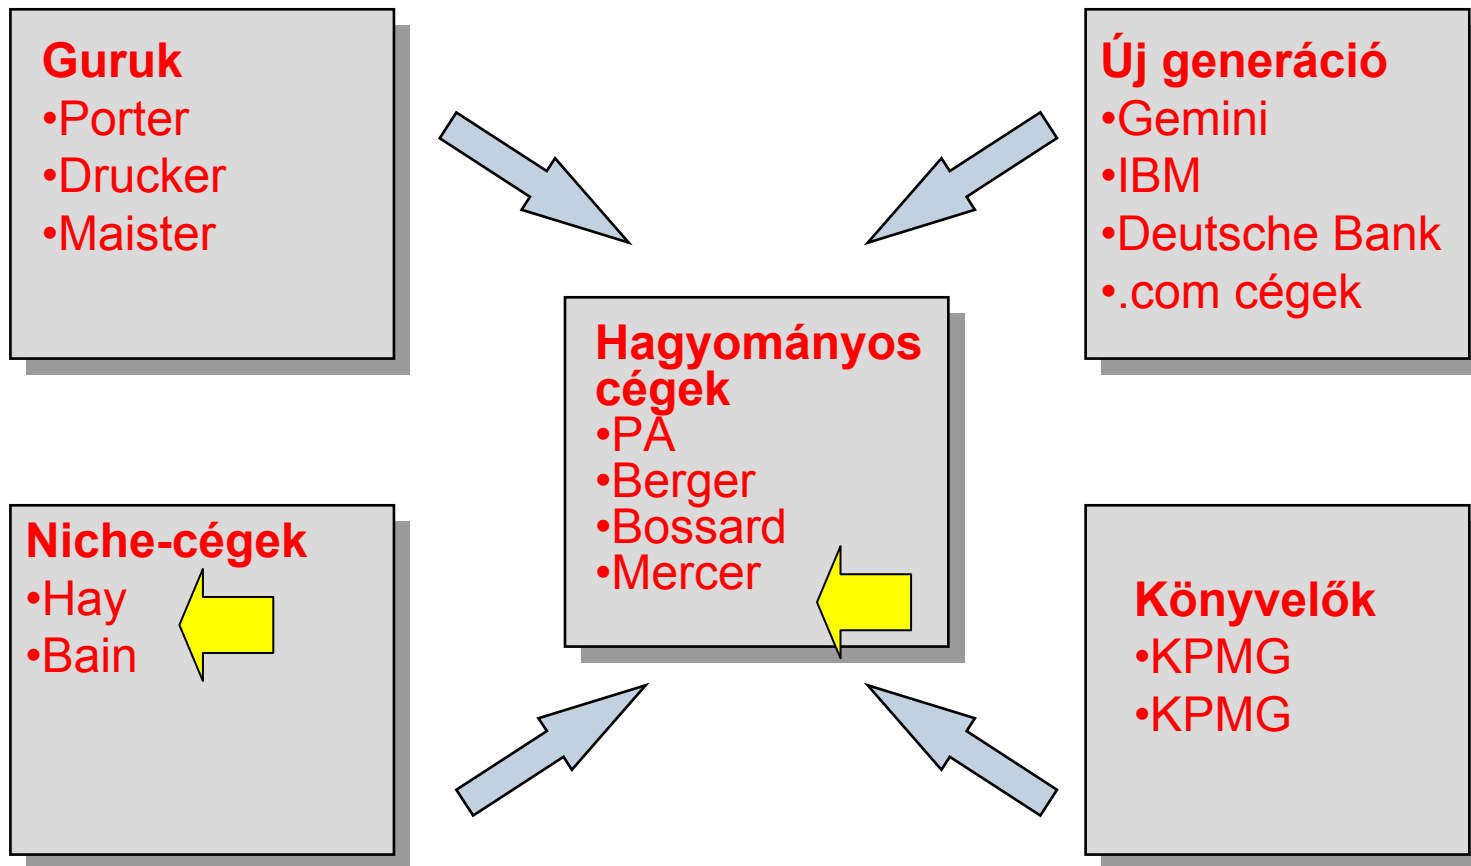 Guruk
•Porter
•Drucker
•Maister
Új generáció
•Gemini
•IBM
•Deutsche Bank
•.com cégek
Hagyományos
cégek
•PA
•Berger
•Bossard
•Mercer
Niche-cégek
•Hay
•Bain
Könyvelők
•KPMG
•KPMG